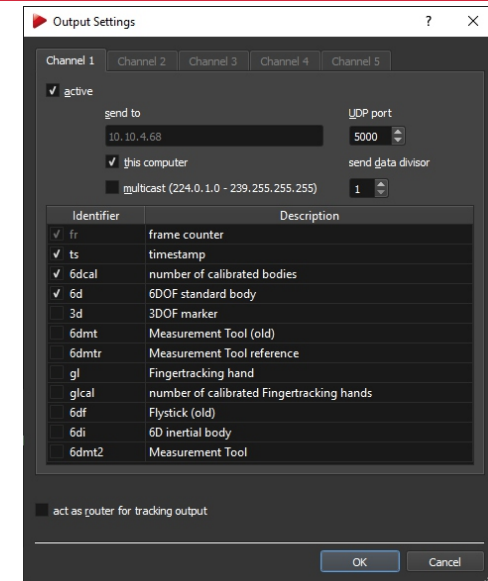 Output Settings ? ×
Channel 1 Channel 2 Channel 3 Channel 4 Channel 5
active
send to UDP port
10.10.4.68 5000
this computer send data divisor
multicast (224.0.1.0 - 239.255.255.255) 1
Identifier Description
fr frame counter
ts timestamp
6dcal number of calibrated bodies
6d 6DOF standard body
3d 3DOF marker
6dmt Measurement Tool (old)
6dmtr Measurement Tool reference
gl Fingertracking hand
glcal number of calibrated Fingertracking hands
6df Flystick (old)
6di 6D inertial body
6dmt2 Measurement Tool
act as router for tracking output
OK Cancel